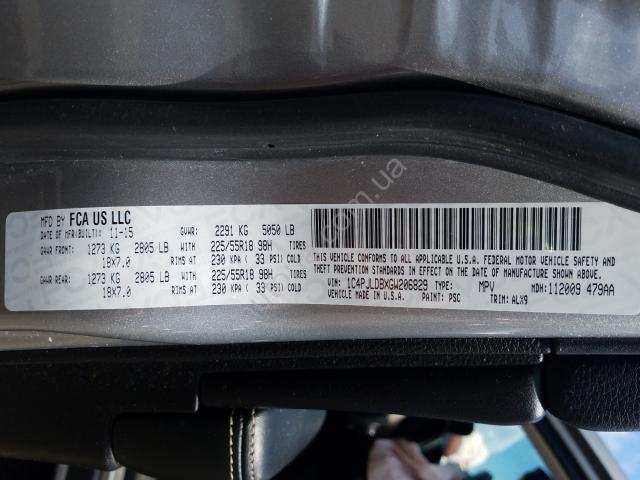 MFD BY FCA US LLC
DATE OF MFR/BUILT: 11-15 GVWR: 2291 KG 5050 LB
GAWR FRONT: 1273 KG 2805 LB WITH 225/55R18 98H TIRES
18X7.0 RIMS AT 230 KPA ( 33 PSI) COLD
GAWR REAR: 1273 KG 2805 LB WITH 225/55R18 98H TIRES
18X7.0 RIMS AT 230 KPA ( 33 PSI) COLD
THIS VEHICLE CONFORMS TO ALL APPLICABLE U.S.A. FEDERAL MOTOR VEHICLE SAFETY AND
THEFT PREVENTION STANDARDS IN EFFECT ON THE DATE OF MANUFACTURE SHOWN ABOVE.
VIN: 1C4PJLDBXGW206829 TYPE: MPV MDH: 112009 479AA
VEHICLE MADE IN U.S.A. PAINT: PSC TRIM: ALX9